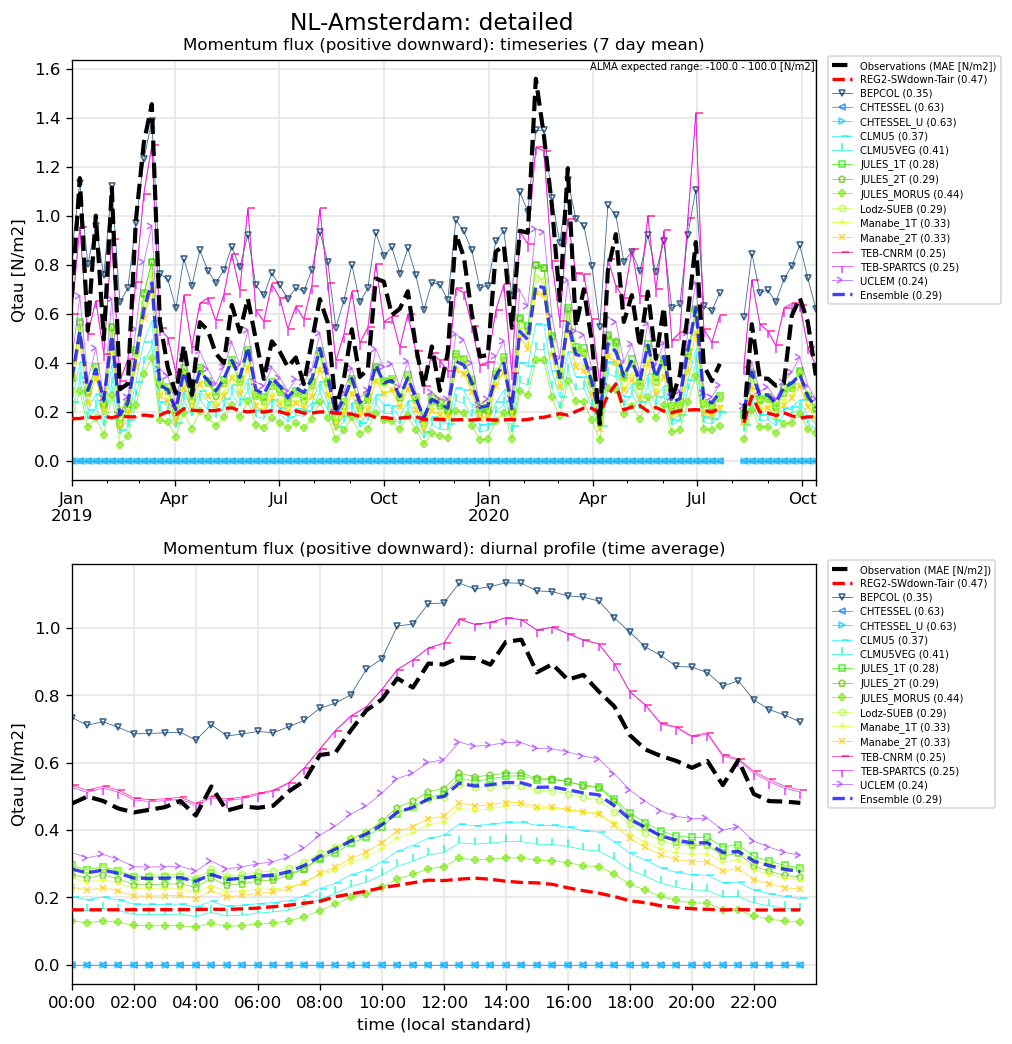 NL-Amsterdam: detailed
Momentum flux (positive downward): timeseries (7 day mean)
ALMA expected range: -100.0 - 100.0 [N/m2]
Qtau [N/m2]
1.6
1.4
1.2
1.0
0.8
0.6
0.4
0.2
0.0
Jan
2019
Apr
Jul
Oct
Jan
2020
Apr
Jul
Oct
Observations (MAE [N/m2])
REG2-SWdown-Tair (0.47)
BEPCOL (0.35)
CHTESSEL (0.63)
CHTESSEL_U (0.63)
CLMU5 (0.37)
CLMU5VEG (0.41)
JULES_1T (0.28)
JULES_2T (0.29)
JULES_MORUS (0.44)
Lodz-SUEB (0.29)
Manabe_1T (0.33)
Manabe_2T (0.33)
TEB-CNRM (0.25)
TEB-SPARTCS (0.25)
UCLEM (0.24)
Ensemble (0.29)
Momentum flux (positive downward): diurnal profile (time average)
Qtau [N/m2]
1.0
0.8
0.6
0.4
0.2
0.0
00:00
02:00
04:00
06:00
08:00
10:00
12:00
14:00
16:00
18:00
20:00
22:00
time (local standard)
Observation (MAE [N/m2])
REG2-SWdown-Tair (0.47)
BEPCOL (0.35)
CHTESSEL (0.63)
CHTESSEL_U (0.63)
CLMU5 (0.37)
CLMU5VEG (0.41)
JULES_1T (0.28)
JULES_2T (0.29)
JULES_MORUS (0.44)
Lodz-SUEB (0.29)
Manabe_1T (0.33)
Manabe_2T (0.33)
TEB-CNRM (0.25)
TEB-SPARTCS (0.25)
UCLEM (0.24)
Ensemble (0.29)